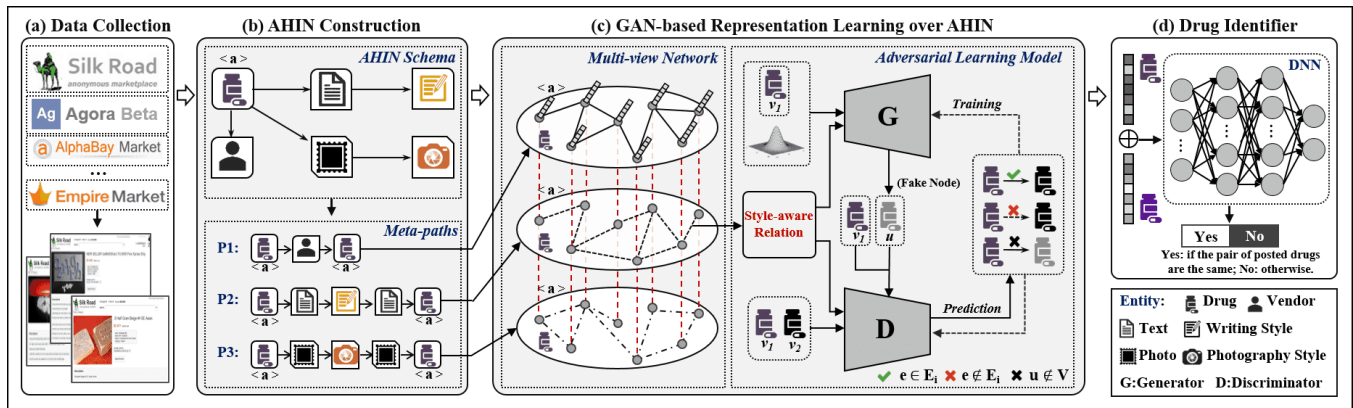 (a) Data Collection
Silk Road
anonymous marketplace
Ag Agora Beta
a AlphaBay Market
...
Empire Market
Silk Road
Silk Road
Silk Road
(b) AHIN Construction
AHIN Schema
< a >
Meta-paths
P1:
< a > < a >
P2:
< a > < a >
P3:
< a > < a >
(c) GAN-based Representation Learning over AHIN
Multi-view Network
< a >
< a >
< a >
Style-aware
Relation
Adversarial Learning Model
v1
G
Training
(Fake Node)
v1 u
v1 v2
D
Prediction
e ∈ Ei e ∉ Ei u ∉ V
(d) Drug Identifier
DNN
Yes No
Yes: if the pair of posted drugs
are the same; No: otherwise.
Entity: Drug Vendor
Text Writing Style
Photo Photography Style
G:Generator D:Discriminator